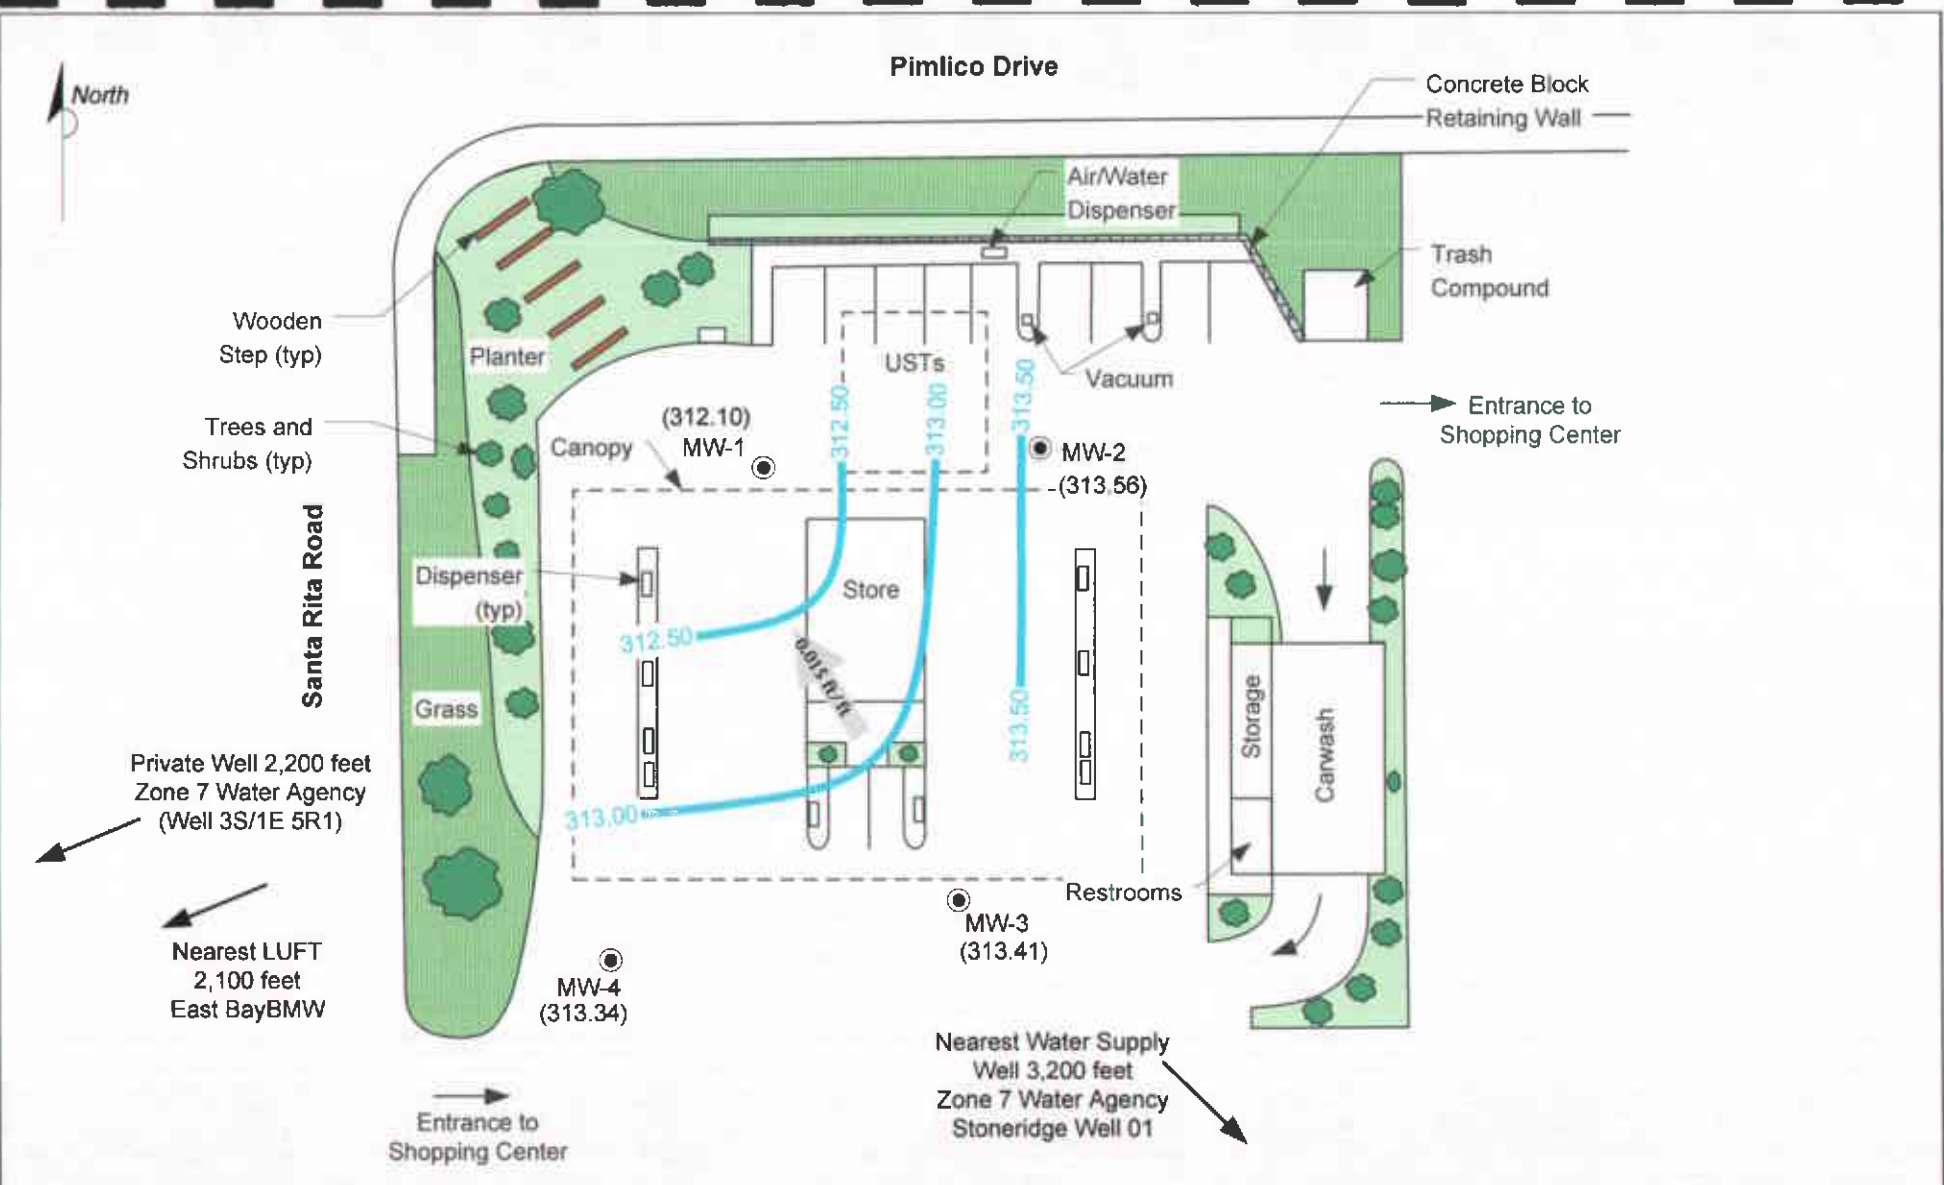 Pimlico Drive
North
Concrete Block
Retaining Wall
Air/Water
Dispenser
Trash
Compound
Wooden
Step (typ)
Planter
USTs
Vacuum
Entrance to
Shopping Center
Trees and
Shrubs (typ)
Canopy
(312.10)
MW-1
312.50
313.00
313.50
MW-2
(313.56)
Santa Rita Road
Dispenser
(typ)
Store
312.50
0.015 ft/ft
313.50
Grass
Storage
Carwash
Private Well 2,200 feet
Zone 7 Water Agency
(Well 3S/1E 5R1)
313.00
Restrooms
MW-3
(313.41)
Nearest LUFT
2,100 feet
East BayBMW
MW-4
(313.34)
Nearest Water Supply
Well 3,200 feet
Zone 7 Water Agency
Stoneridge Well 01
Entrance to
Shopping Center